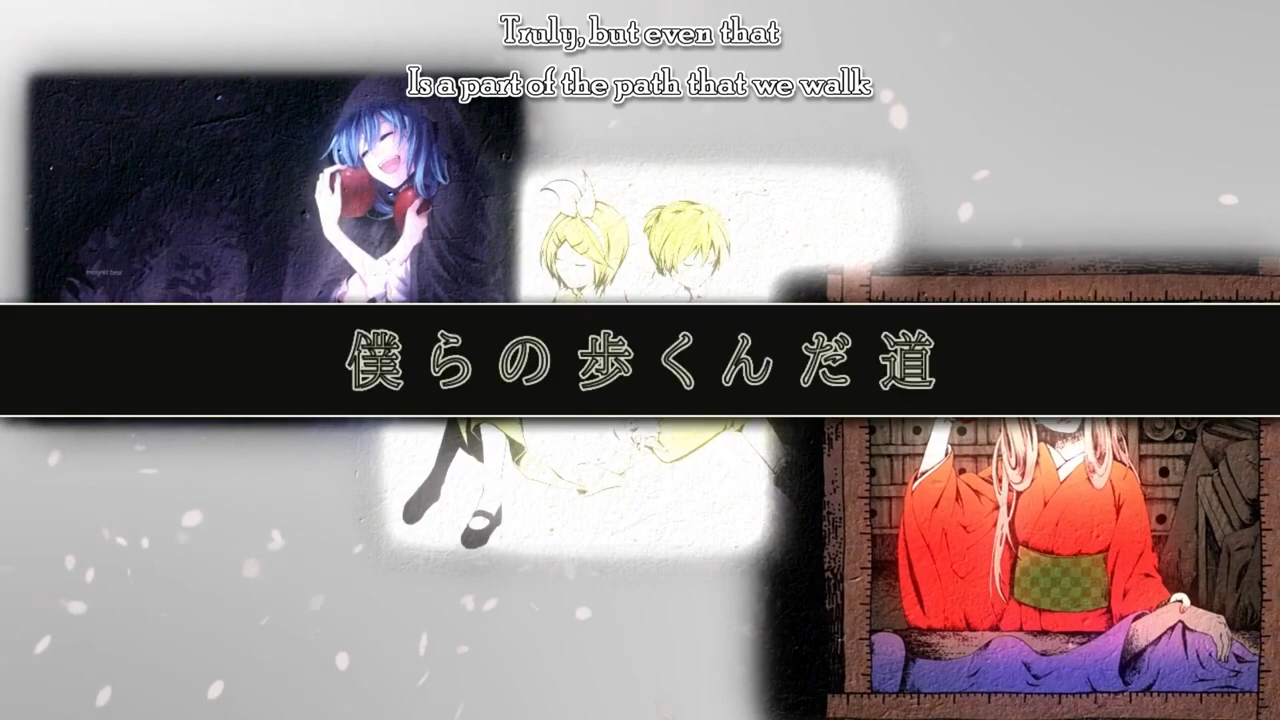 Truly, but even that
Is a part of the path that we walk
僕らの歩くんだ道